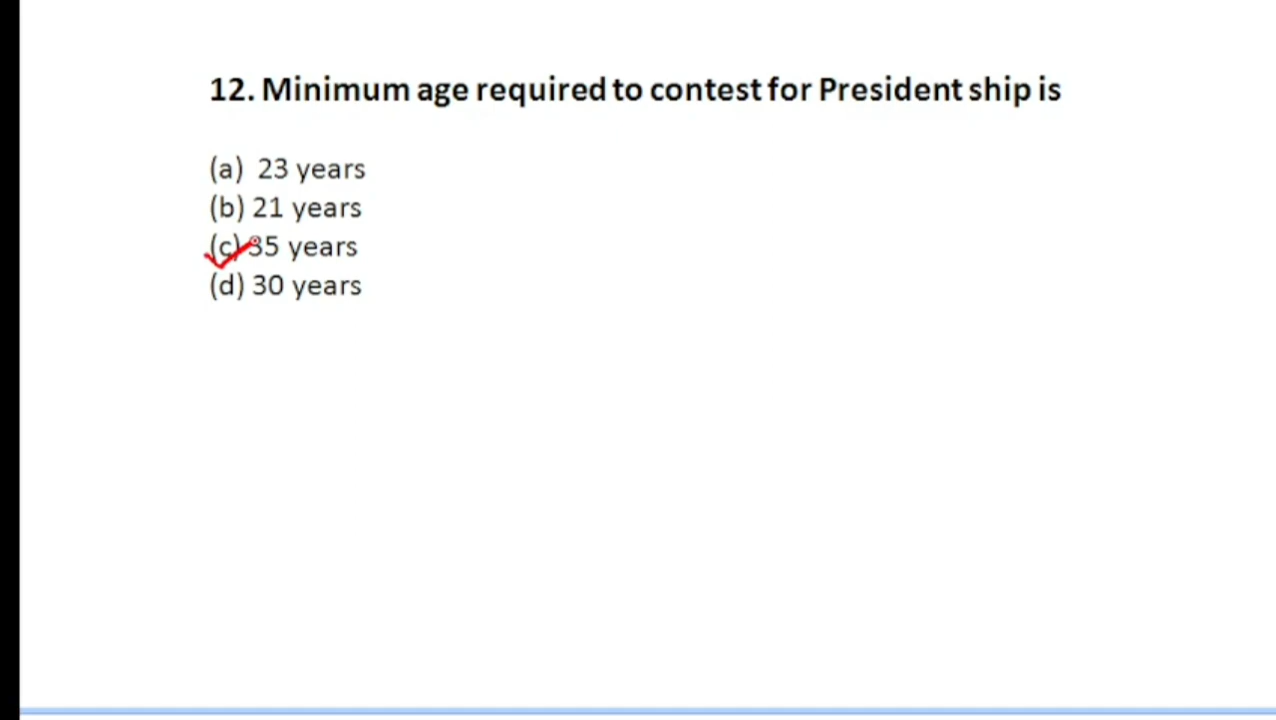 12. Minimum age required to contest for President ship is
(a) 23 years
(b) 21 years
(c) 35 years
(d) 30 years